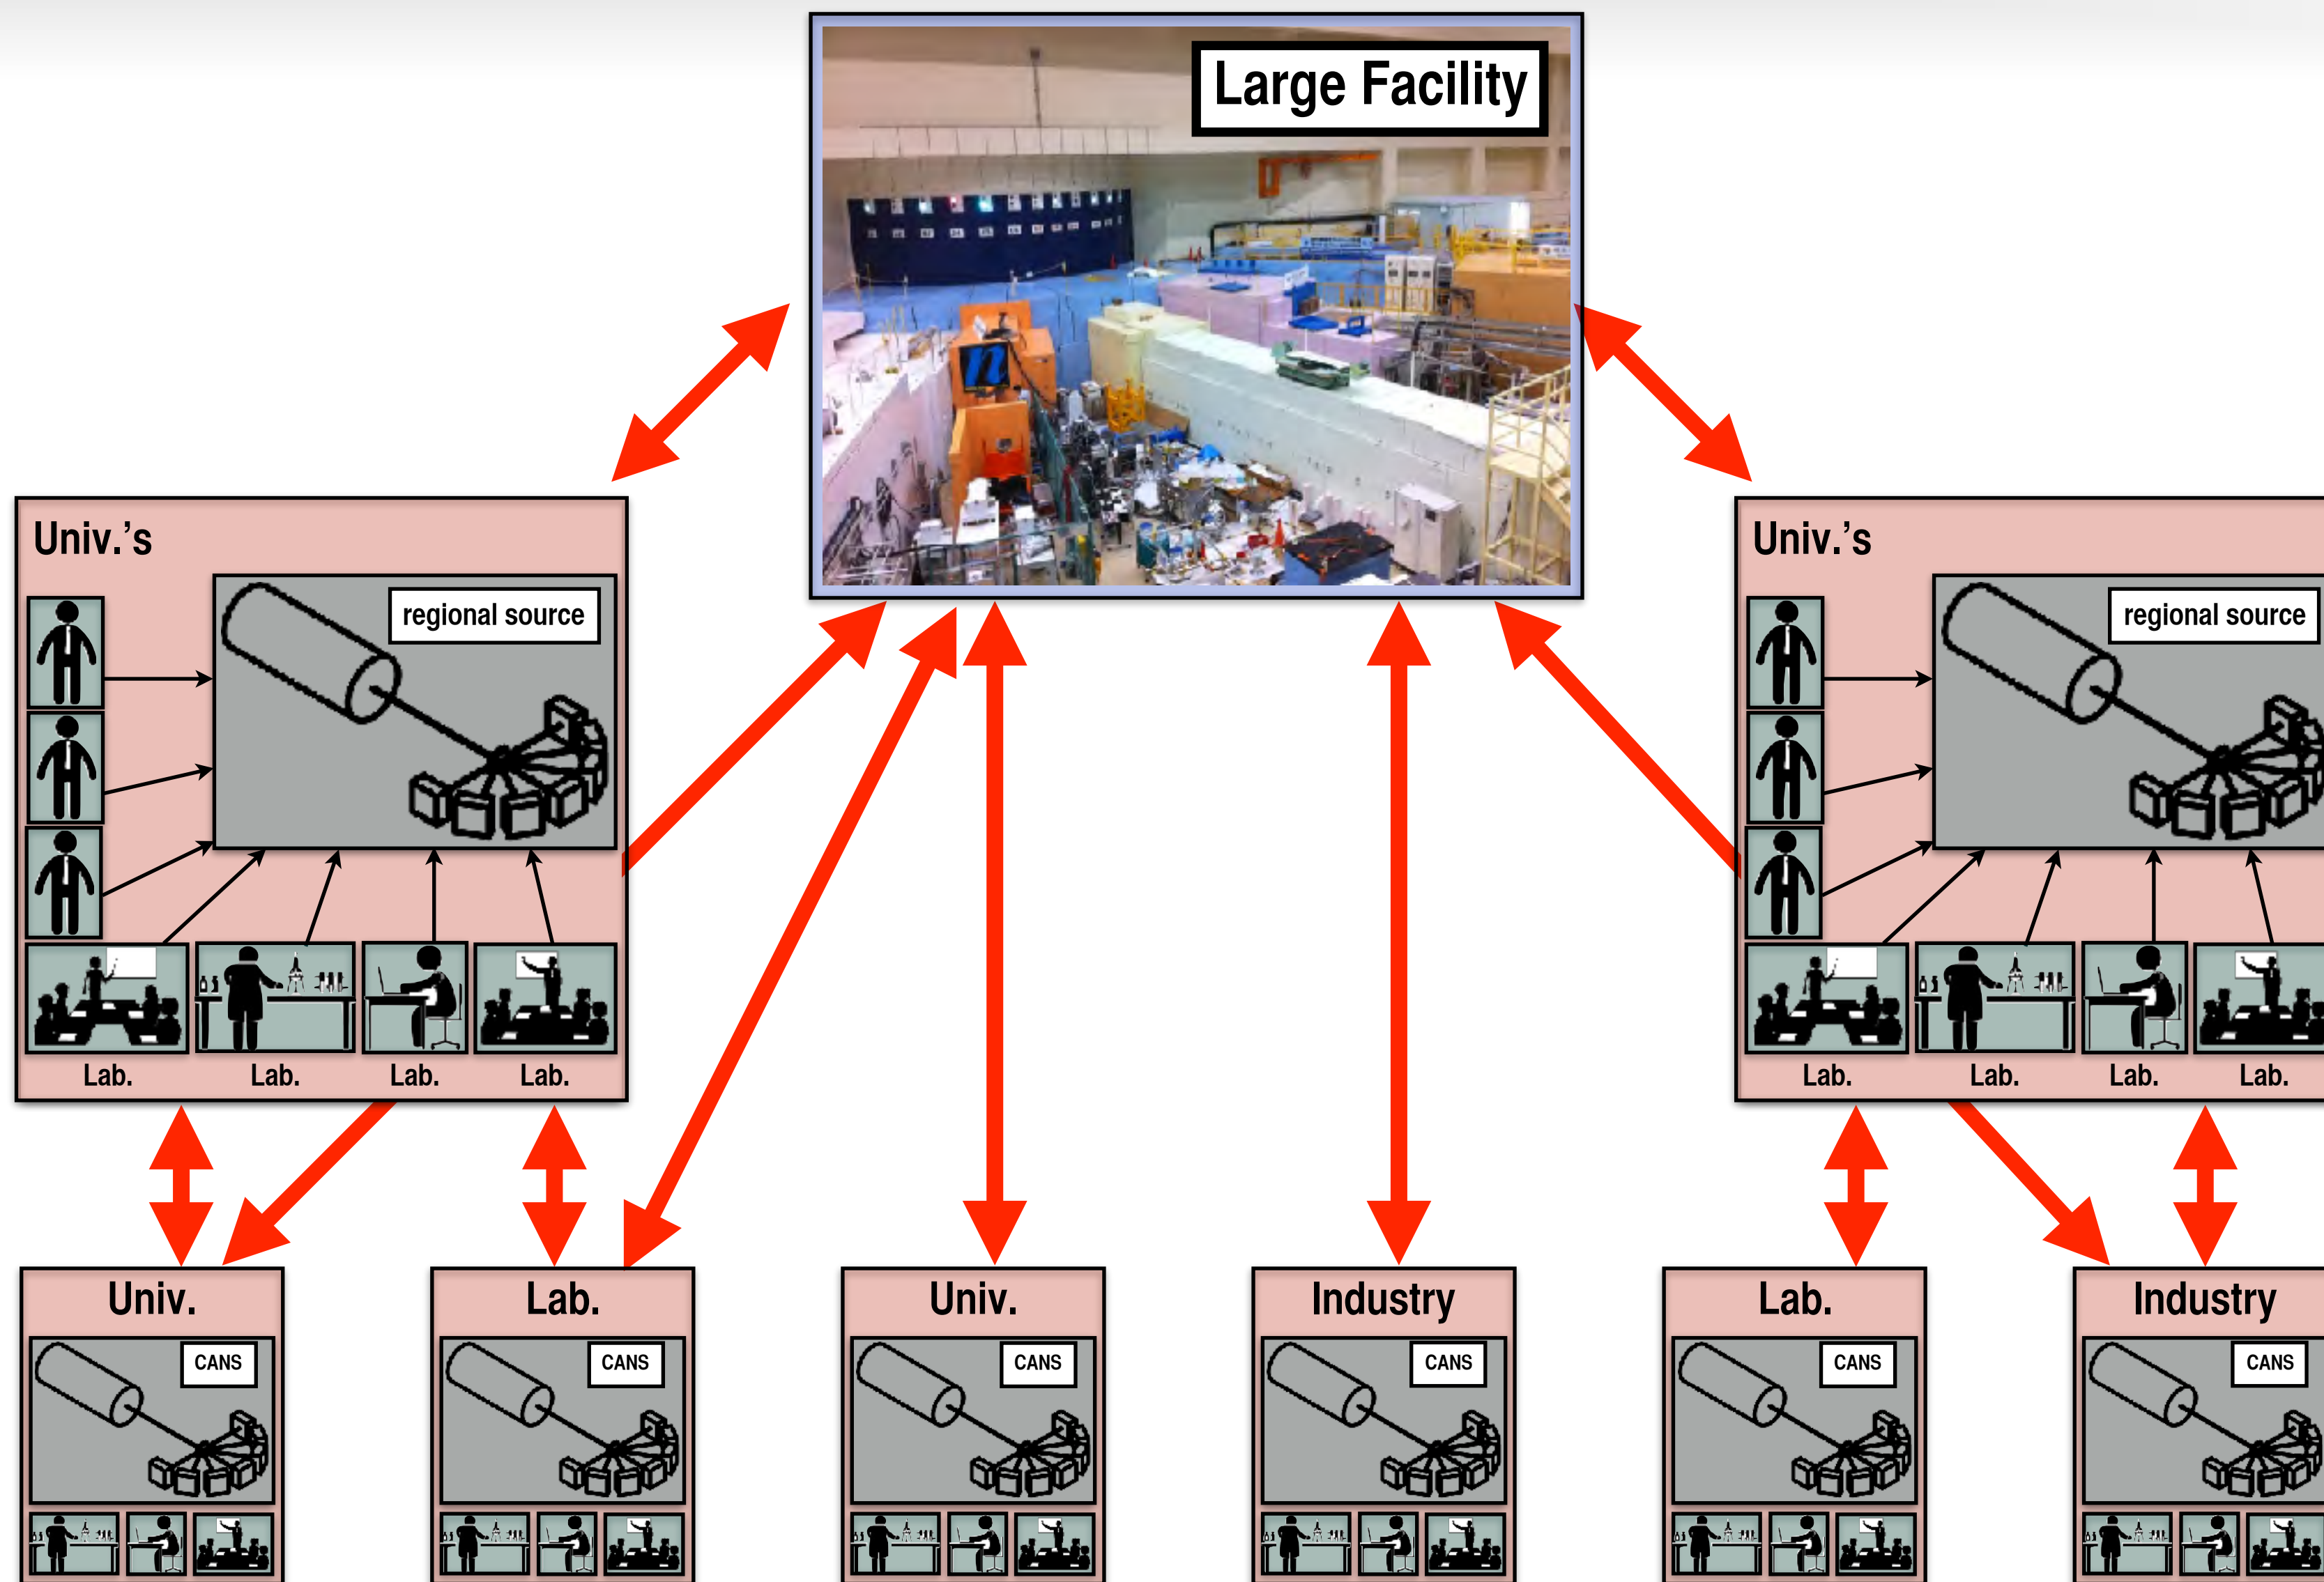 Large Facility
Univ.'s
regional source
Lab.
Lab.
Lab.
Lab.
Univ.'s
regional source
Lab.
Lab.
Lab.
Lab.
Univ.
CANS
Lab.
CANS
Univ.
CANS
Industry
CANS
Lab.
CANS
Industry
CANS